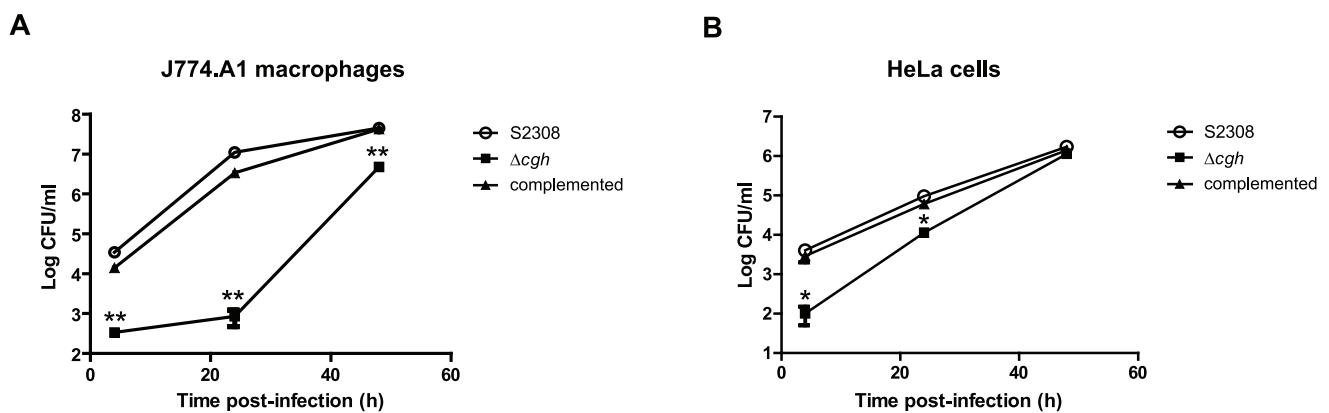 A
J774.A1 macrophages
Log CFU/ml
8
7
6
5
4
3
2
**
**
**
0
20
40
60
Time post-infection (h)
S2308
Δcgh
complemented
B
HeLa cells
Log CFU/ml
7
6
5
4
3
2
1
*
*
0
20
40
60
Time post-infection (h)
S2308
Δcgh
complemented